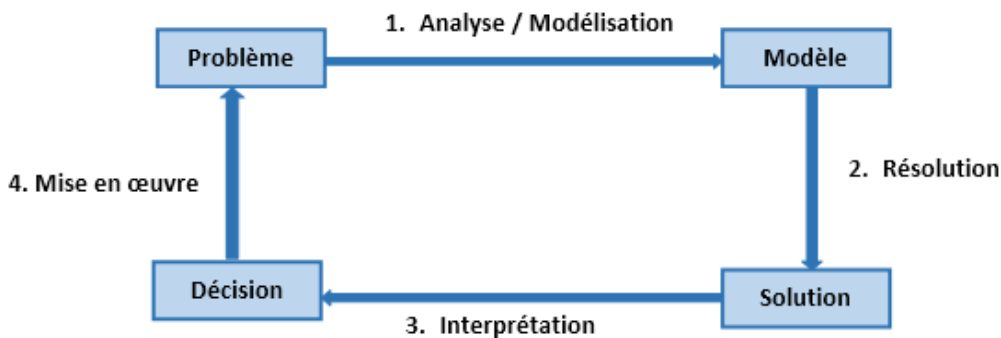 1. Analyse / Modélisation
Problème
Modèle
4. Mise en œuvre
2. Résolution
Décision
Solution
3. Interprétation